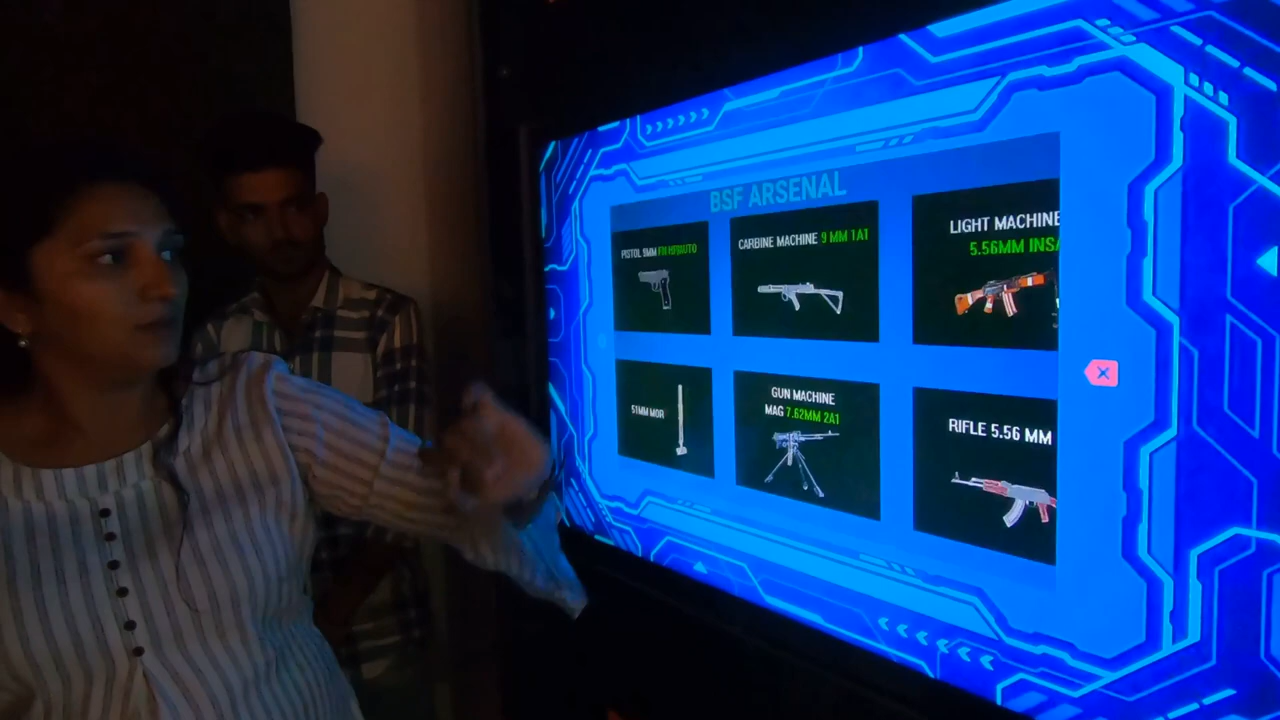 BSF ARSENAL
PISTOL 9MM
CARBINE MACHINE 9 MM 1A1
LIGHT MACHINE
5.56MM INSA
51MM MOR
GUN MACHINE
MAG 7.62MM 2A1
RIFLE 5.56 MM